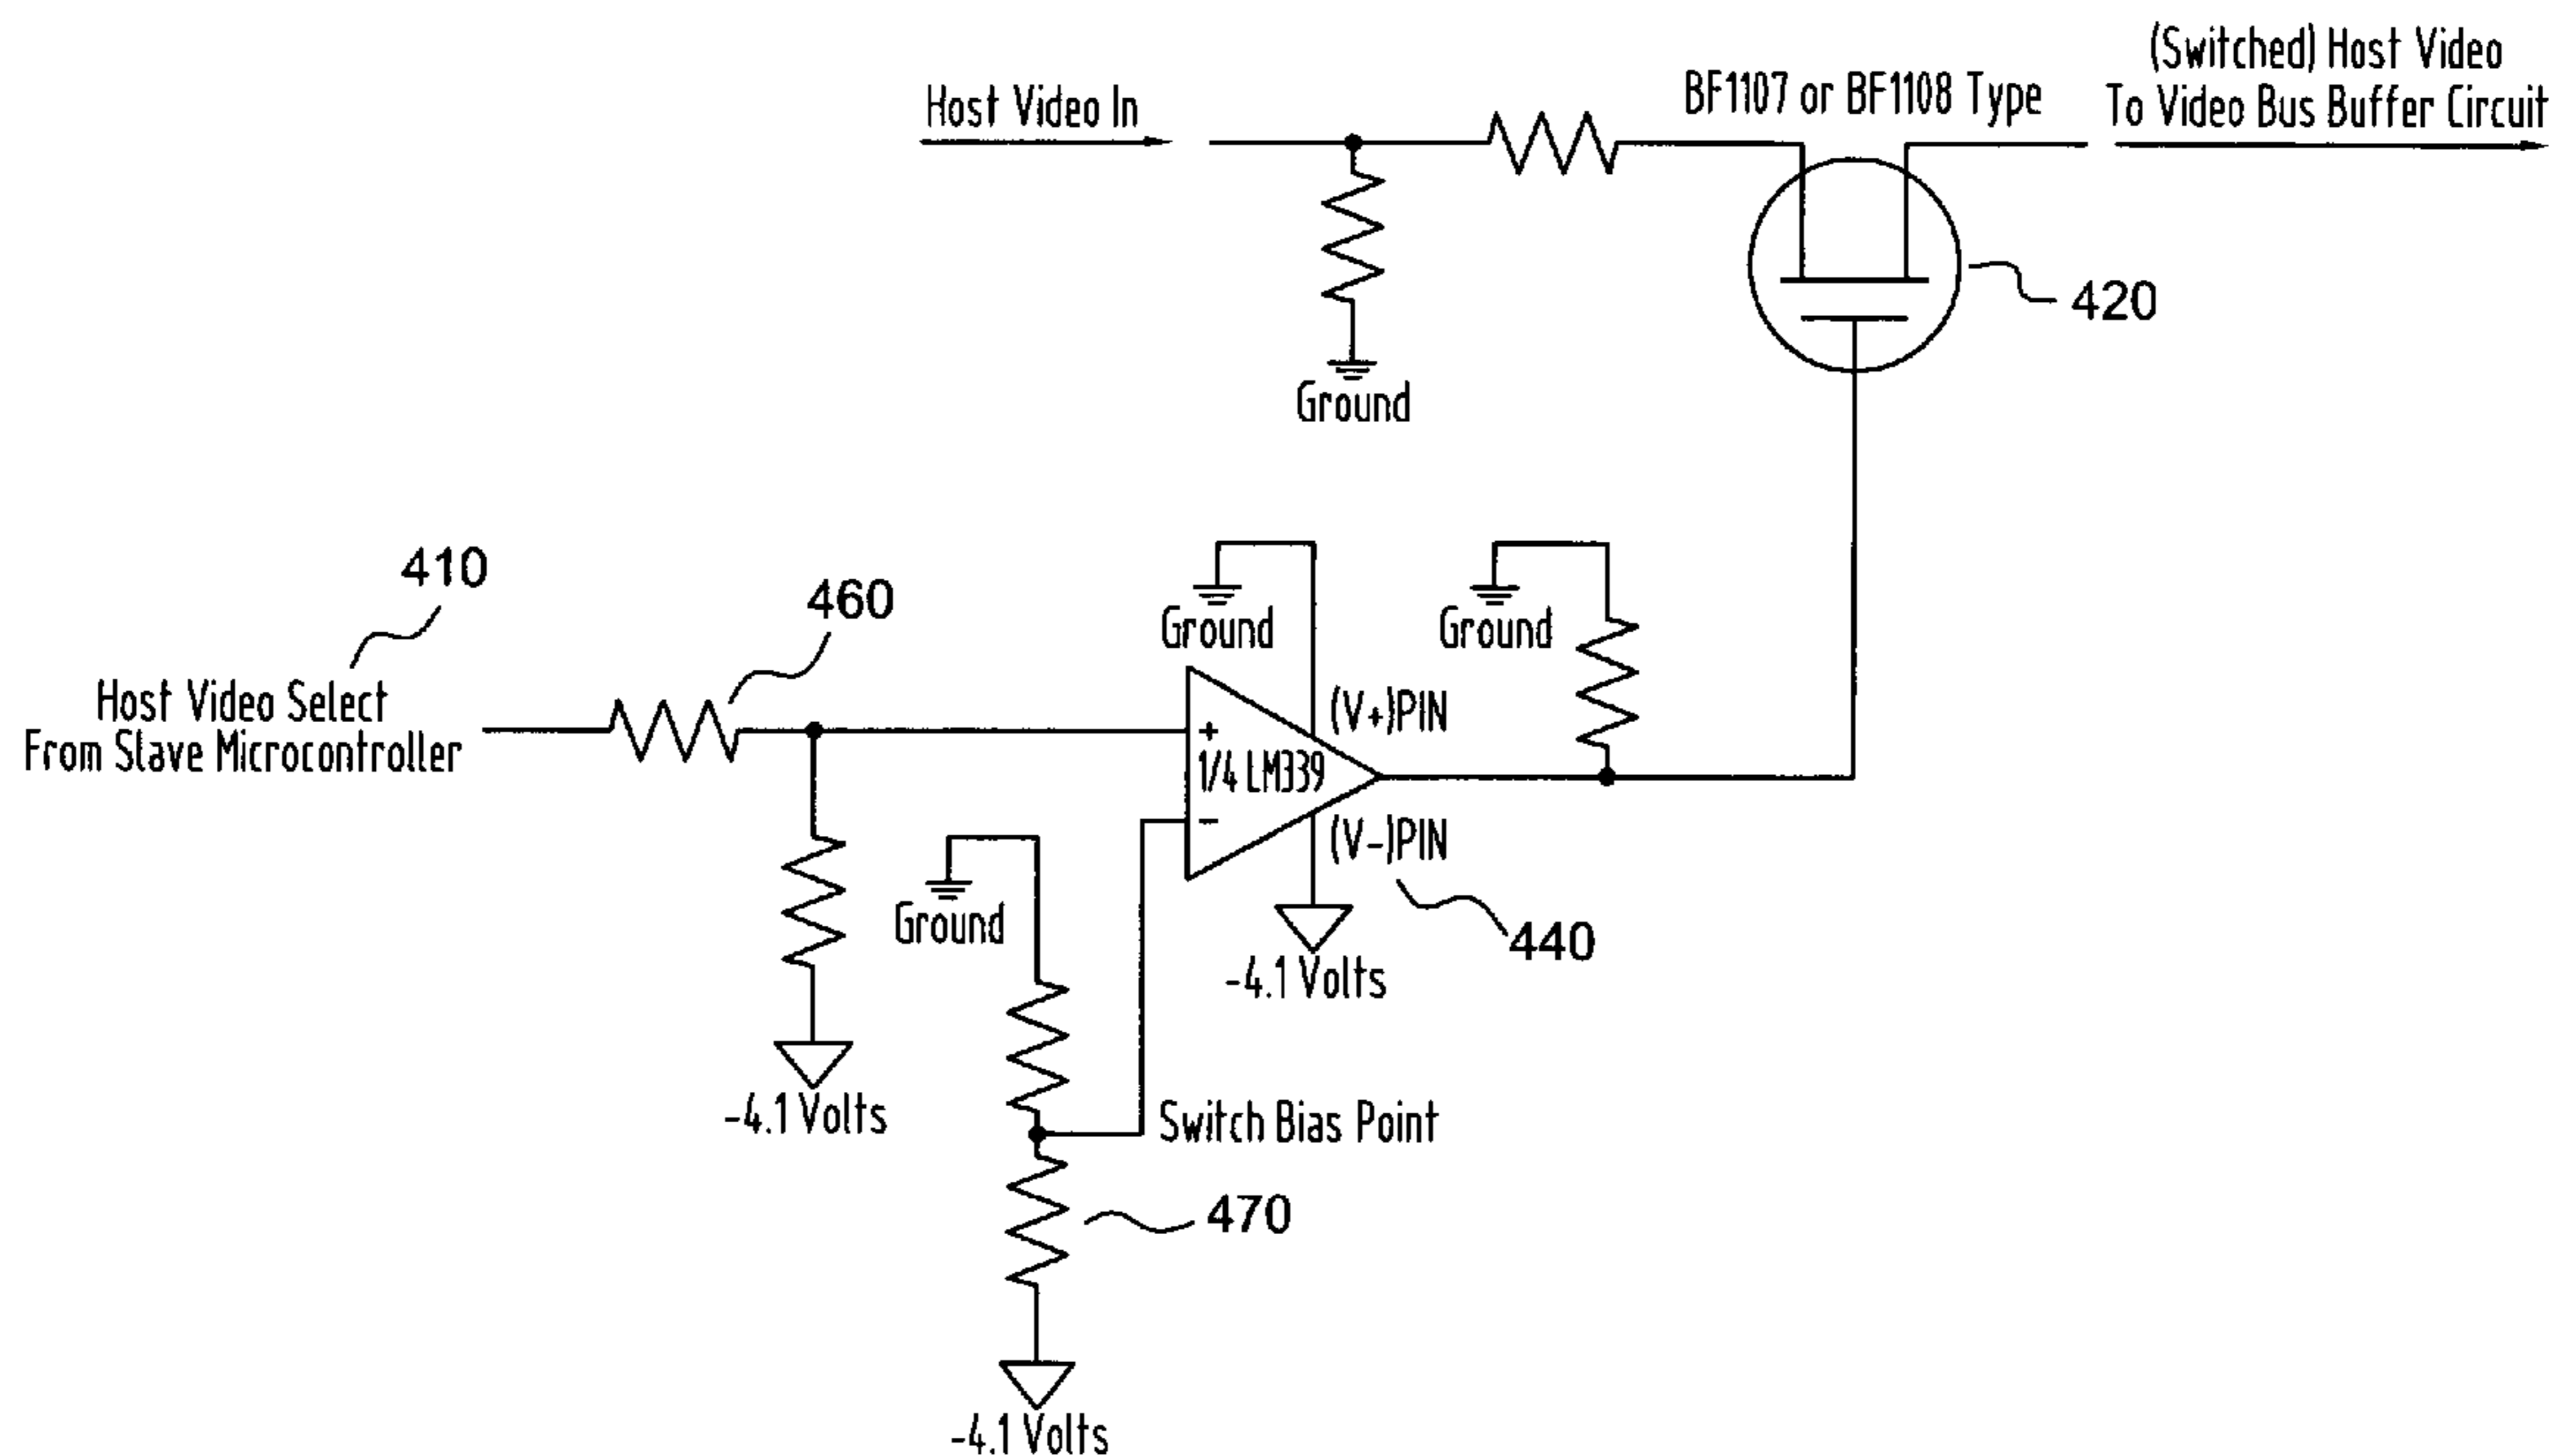 (Switched) Host Video
To Video Bus Buffer Circuit
BF1107 or BF1108 Type
Host Video In
420
Ground
410
460
Ground
Ground
Host Video Select
From Slave Microcontroller
(V+)PIN
+
1/4 LM339
−
(V-)PIN
Ground
440
-4.1 Volts
-4.1 Volts
Switch Bias Point
470
-4.1 Volts